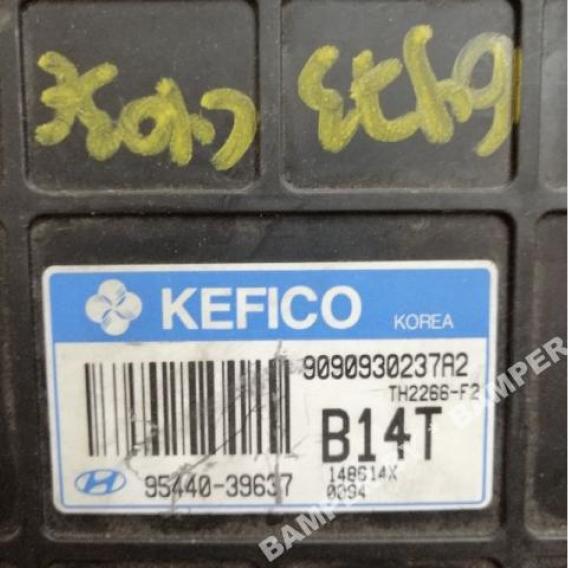 KEFICO KOREA
9090930237A2
TH2266-F2
B14T
95440-39637 148614X
0094
BAMPER
BAMPER